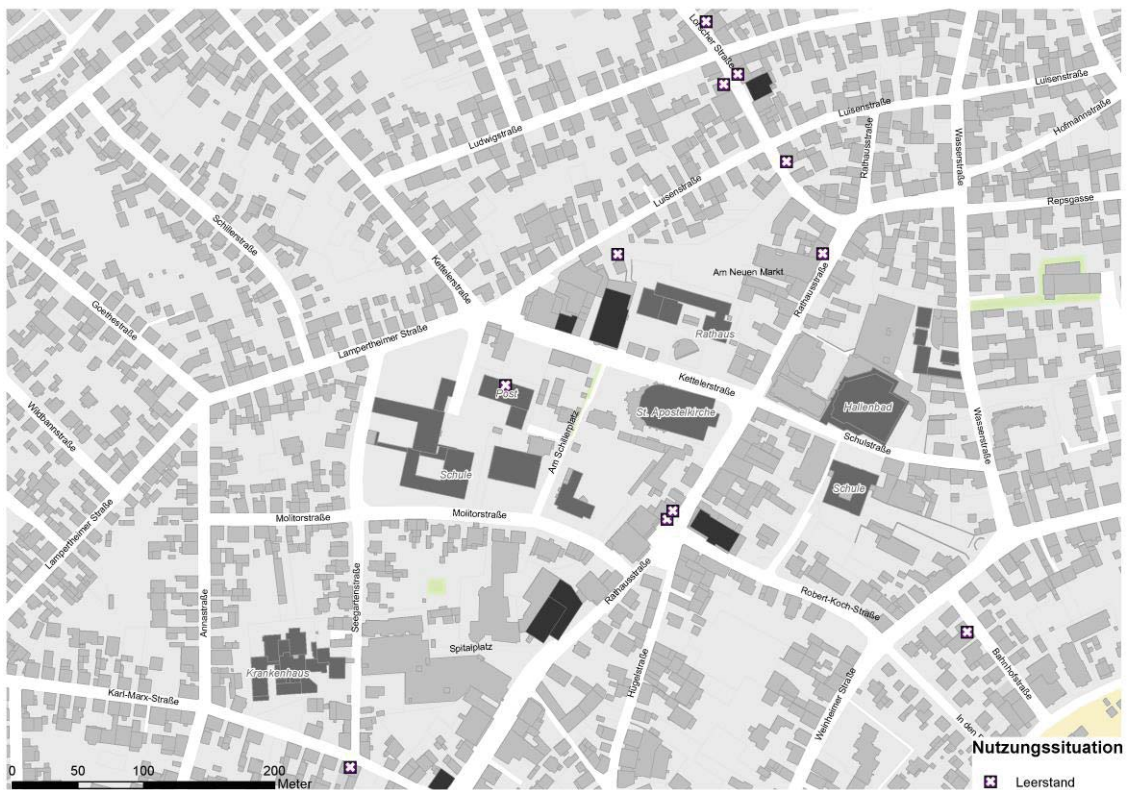 Lorscher Straße
Luisenstraße
Hofmannstraße
Ludwigstraße
Luisenstraße
Rathausstraße
Wasserstraße
Luisenstraße
Repsgasse
Schillerstraße
Kettelerstraße
Am Neuen Markt
Rathausstraße
Goethestraße
Lampertheimer Straße
Rathaus
Kettelerstraße
Post
St. Apostelkirche
Hallenbad
Wildbannstraße
Am Schillerplatz
Schulstraße
Wasserstraße
Schule
Schule
Molitorstraße
Molitorstraße
Lampertheimer Straße
Annastraße
Seegartenstraße
Rathausstraße
Robert-Koch-Straße
Spitalplatz
Krankenhaus
Hügelstraße
Bahnhofstraße
Karl-Marx-Straße
Weinheimer Straße
In den
Nutzungssituation
0 50 100 200
Meter
Leerstand